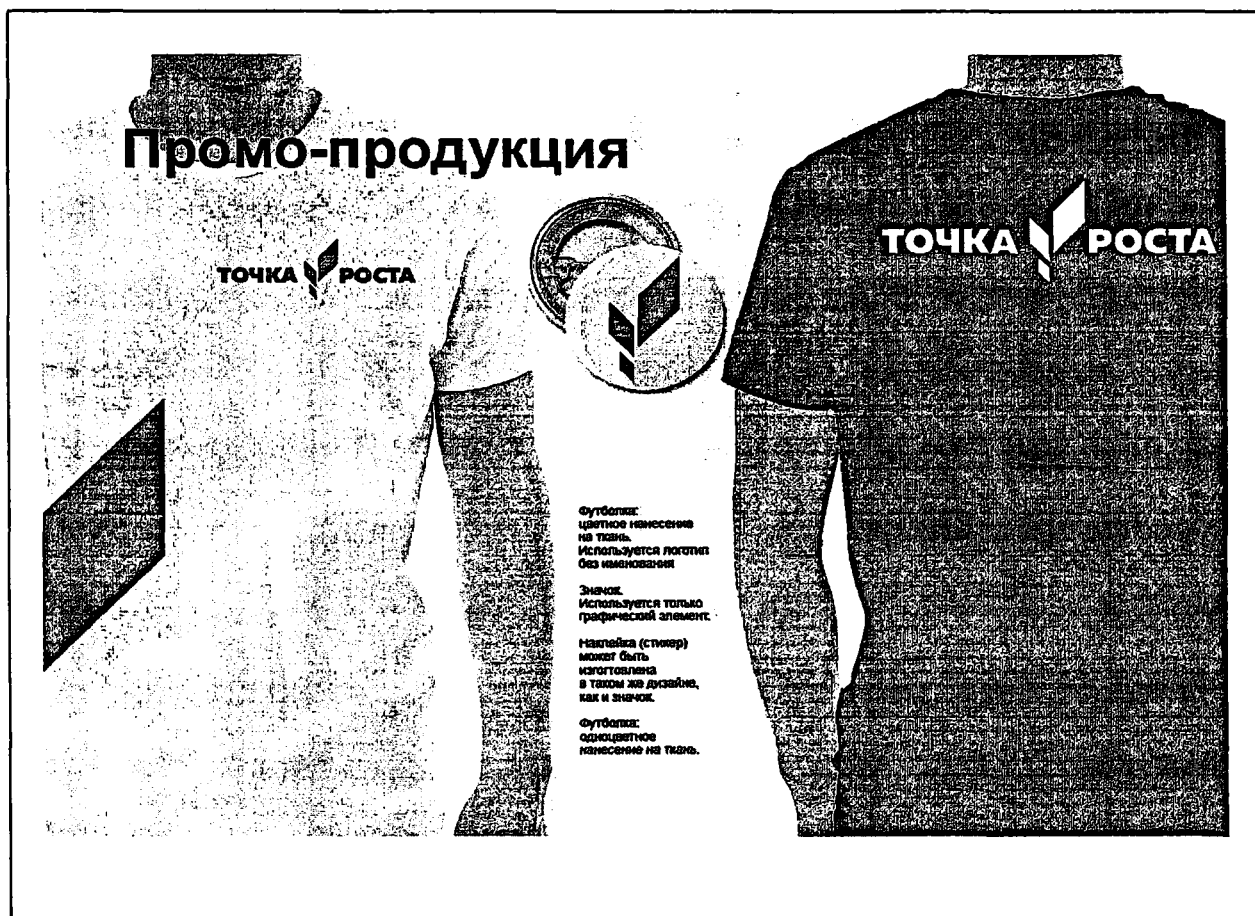 Промо-продукция
ТОЧКА РОСТА
ТОЧКА РОСТА
Футболка:
цветное нанесение
на ткань.
Используется логотип
без именования
Значок.
Используется только
графический элемент.
Наклейка (стикер)
может быть
изготовлена
в таком же дизайне,
как и значок.
Футболка:
одноцветное
нанесение на ткань.